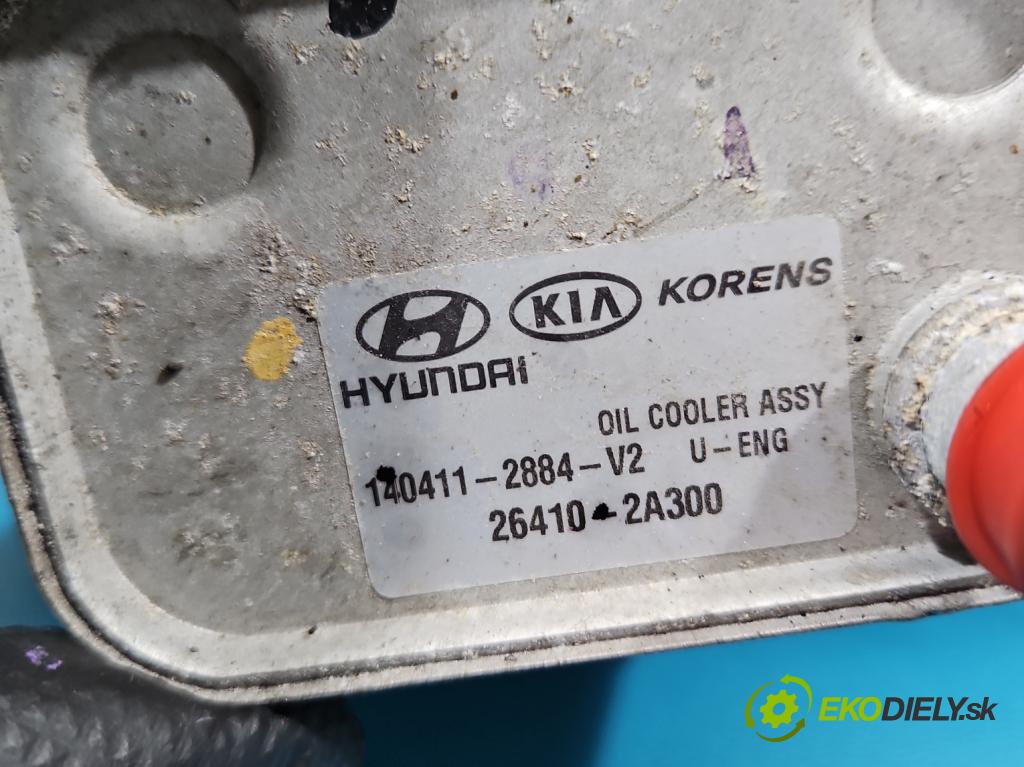 KIA KORENS
HYUNDAI
OIL COOLER ASSY
140411-2884-V2 U-ENG
26410-2A300
EKODIELY.sk